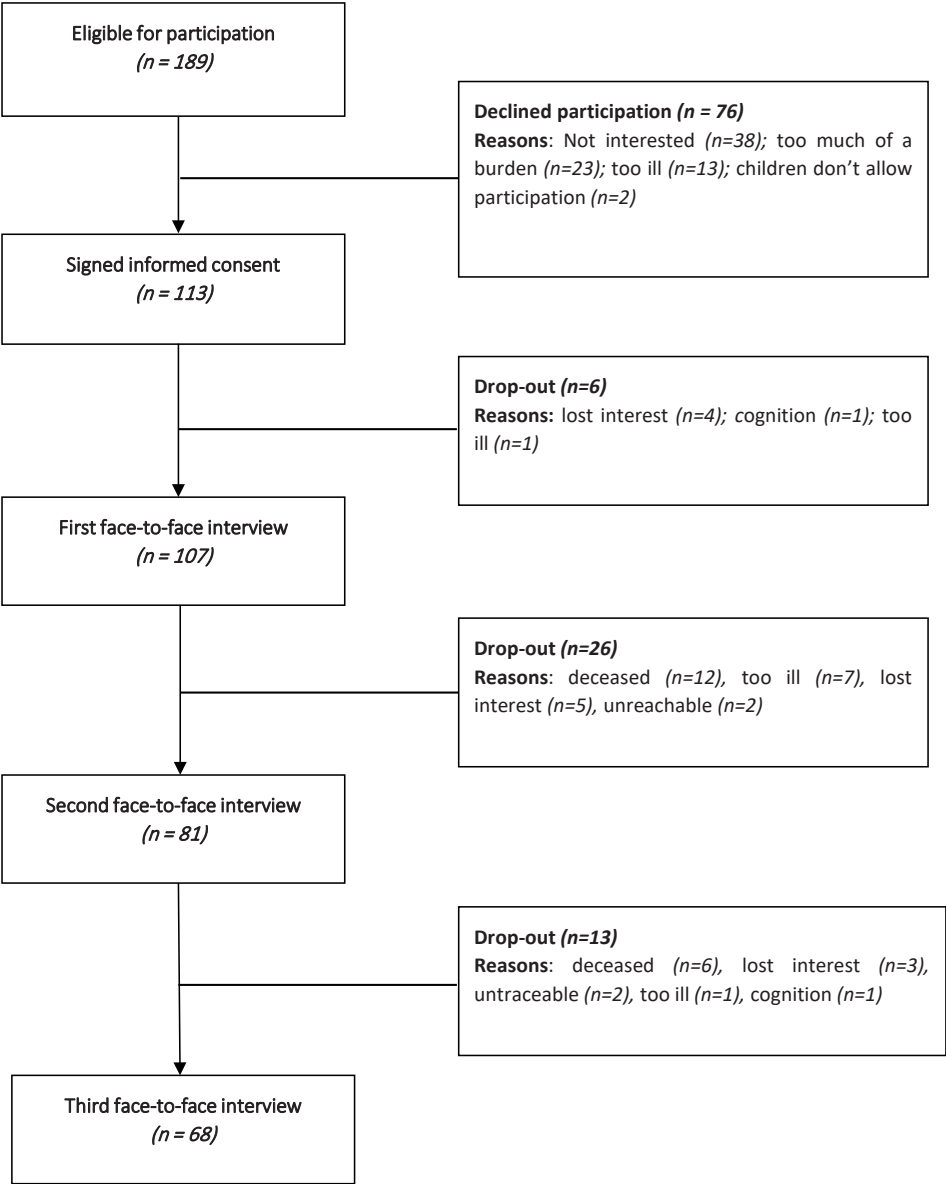 Eligible for participation
(n = 189)
Declined participation (n = 76)
Reasons: Not interested (n=38); too much of a
burden (n=23); too ill (n=13); children don't allow
participation (n=2)
Signed informed consent
(n = 113)
Drop-out (n=6)
Reasons: lost interest (n=4); cognition (n=1); too
ill (n=1)
First face-to-face interview
(n = 107)
Drop-out (n=26)
Reasons: deceased (n=12), too ill (n=7), lost
interest (n=5), unreachable (n=2)
Second face-to-face interview
(n = 81)
Drop-out (n=13)
Reasons: deceased (n=6), lost interest (n=3),
untraceable (n=2), too ill (n=1), cognition (n=1)
Third face-to-face interview
(n = 68)